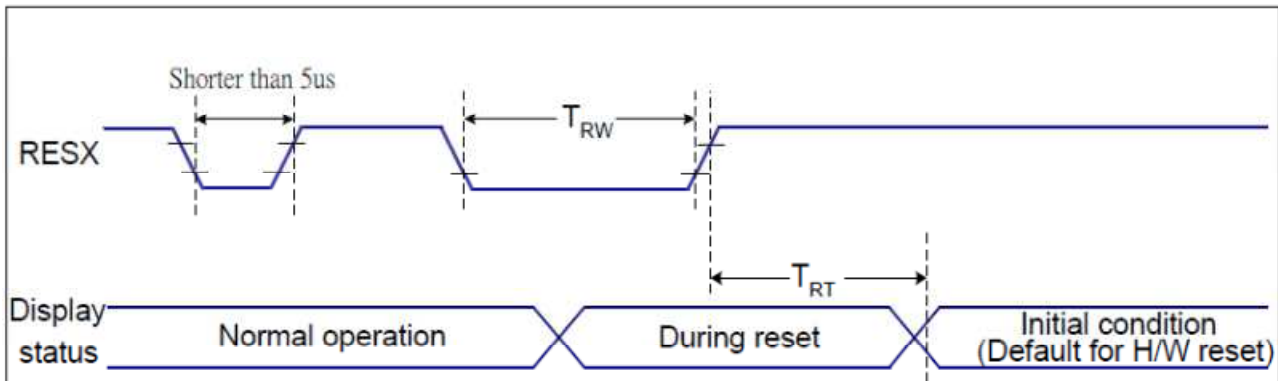 Shorter than 5us
RESX
TRW
TRT
Display
status
Normal operation
During reset
Initial condition
(Default for H/W reset)